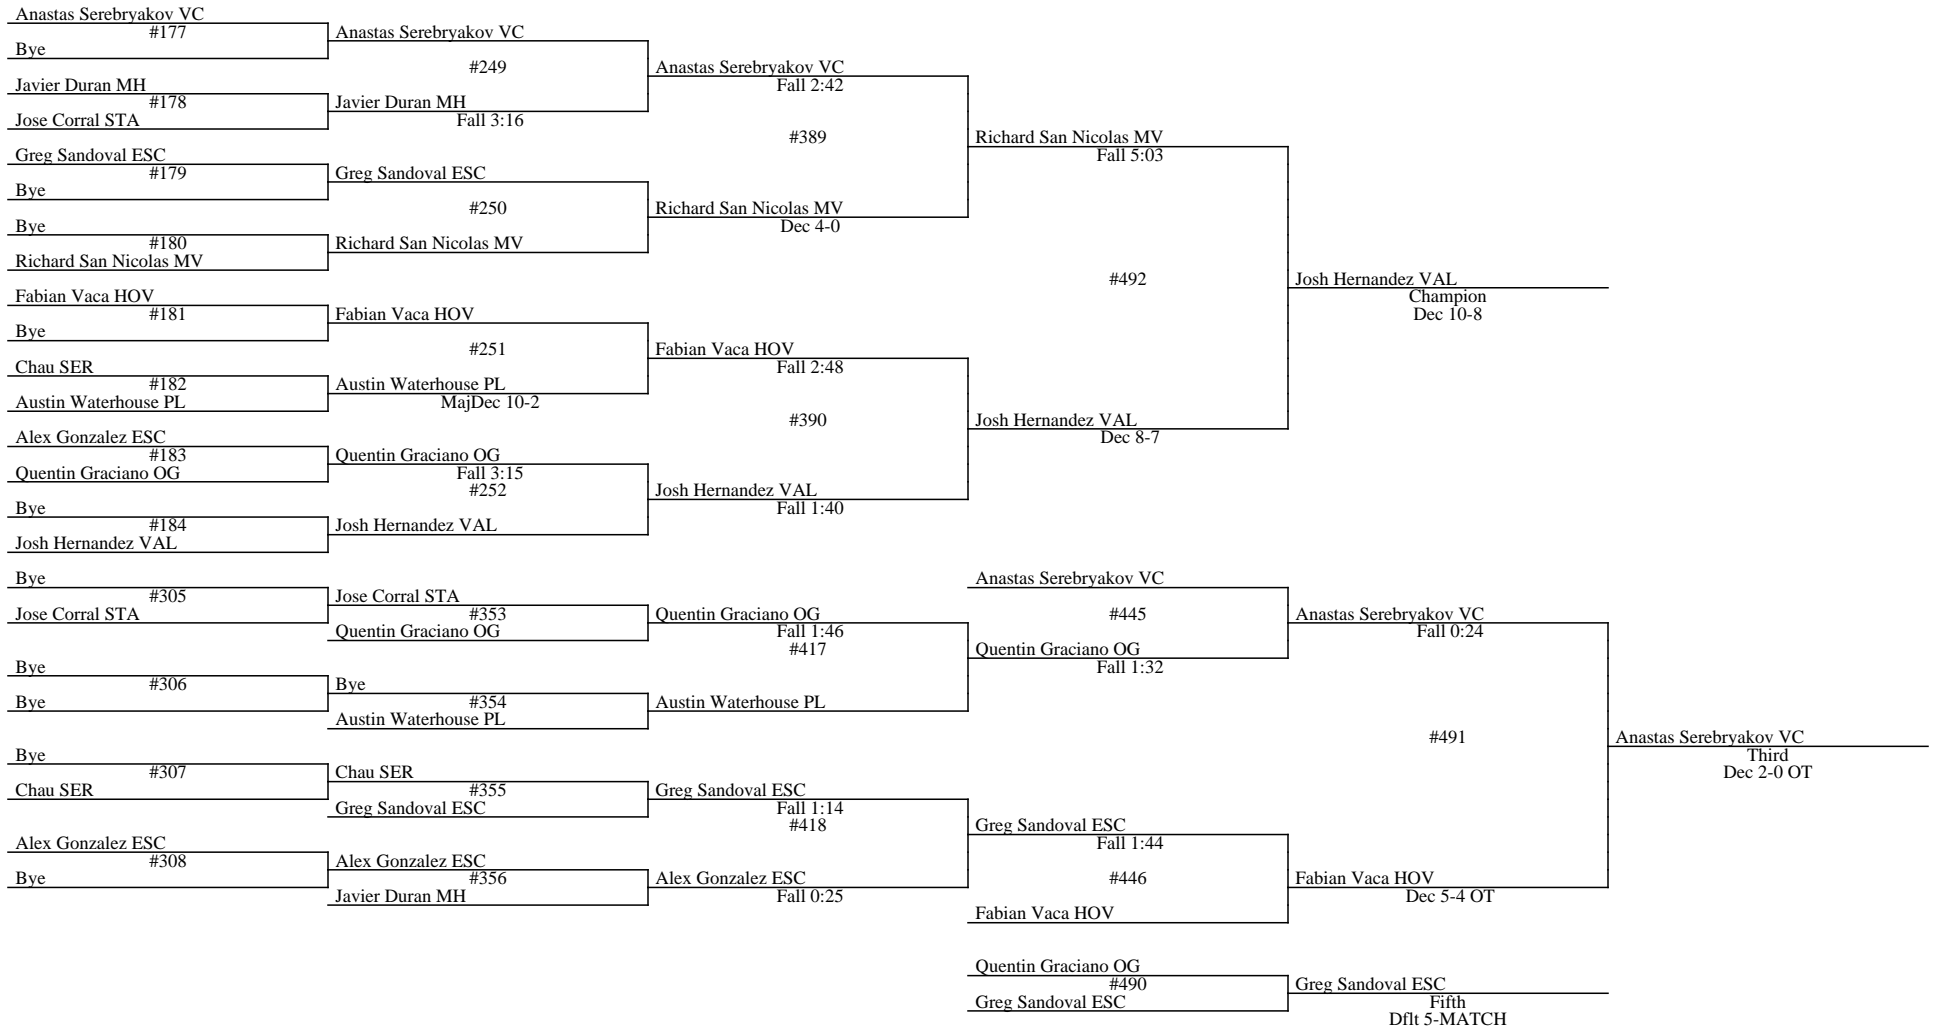 Anastas Serebryakov VC
#177
Bye
Anastas Serebryakov VC
#249
Javier Duran MH
#178
Jose Corral STA
Javier Duran MH
Fall 3:16
Anastas Serebryakov VC
Fall 2:42
#389
Greg Sandoval ESC
#179
Bye
Greg Sandoval ESC
#250
Bye
#180
Richard San Nicolas MV
Richard San Nicolas MV
Richard San Nicolas MV
Dec 4-0
Richard San Nicolas MV
Fall 5:03
#492
Fabian Vaca HOV
#181
Bye
Fabian Vaca HOV
#251
Chau SER
#182
Austin Waterhouse PL
Austin Waterhouse PL
MajDec 10-2
Fabian Vaca HOV
Fall 2:48
#390
Alex Gonzalez ESC
#183
Quentin Graciano OG
Quentin Graciano OG
Fall 3:15
#252
Bye
#184
Josh Hernandez VAL
Josh Hernandez VAL
Josh Hernandez VAL
Fall 1:40
Josh Hernandez VAL
Dec 8-7
Josh Hernandez VAL
Champion
Dec 10-8
Bye
#305
Jose Corral STA
Jose Corral STA
#353
Quentin Graciano OG
Quentin Graciano OG
Fall 1:46
#417
Bye
#306
Bye
Bye
#354
Austin Waterhouse PL
Austin Waterhouse PL
Anastas Serebryakov VC
#445
Quentin Graciano OG
Fall 1:32
Anastas Serebryakov VC
Fall 0:24
#491
Bye
#307
Chau SER
Chau SER
#355
Greg Sandoval ESC
Greg Sandoval ESC
Fall 1:14
#418
Alex Gonzalez ESC
#308
Bye
Alex Gonzalez ESC
#356
Javier Duran MH
Alex Gonzalez ESC
Fall 0:25
Greg Sandoval ESC
Fall 1:44
#446
Fabian Vaca HOV
Fabian Vaca HOV
Dec 5-4 OT
Anastas Serebryakov VC
Third
Dec 2-0 OT
Quentin Graciano OG
#490
Greg Sandoval ESC
Greg Sandoval ESC
Fifth
Dflt 5-MATCH